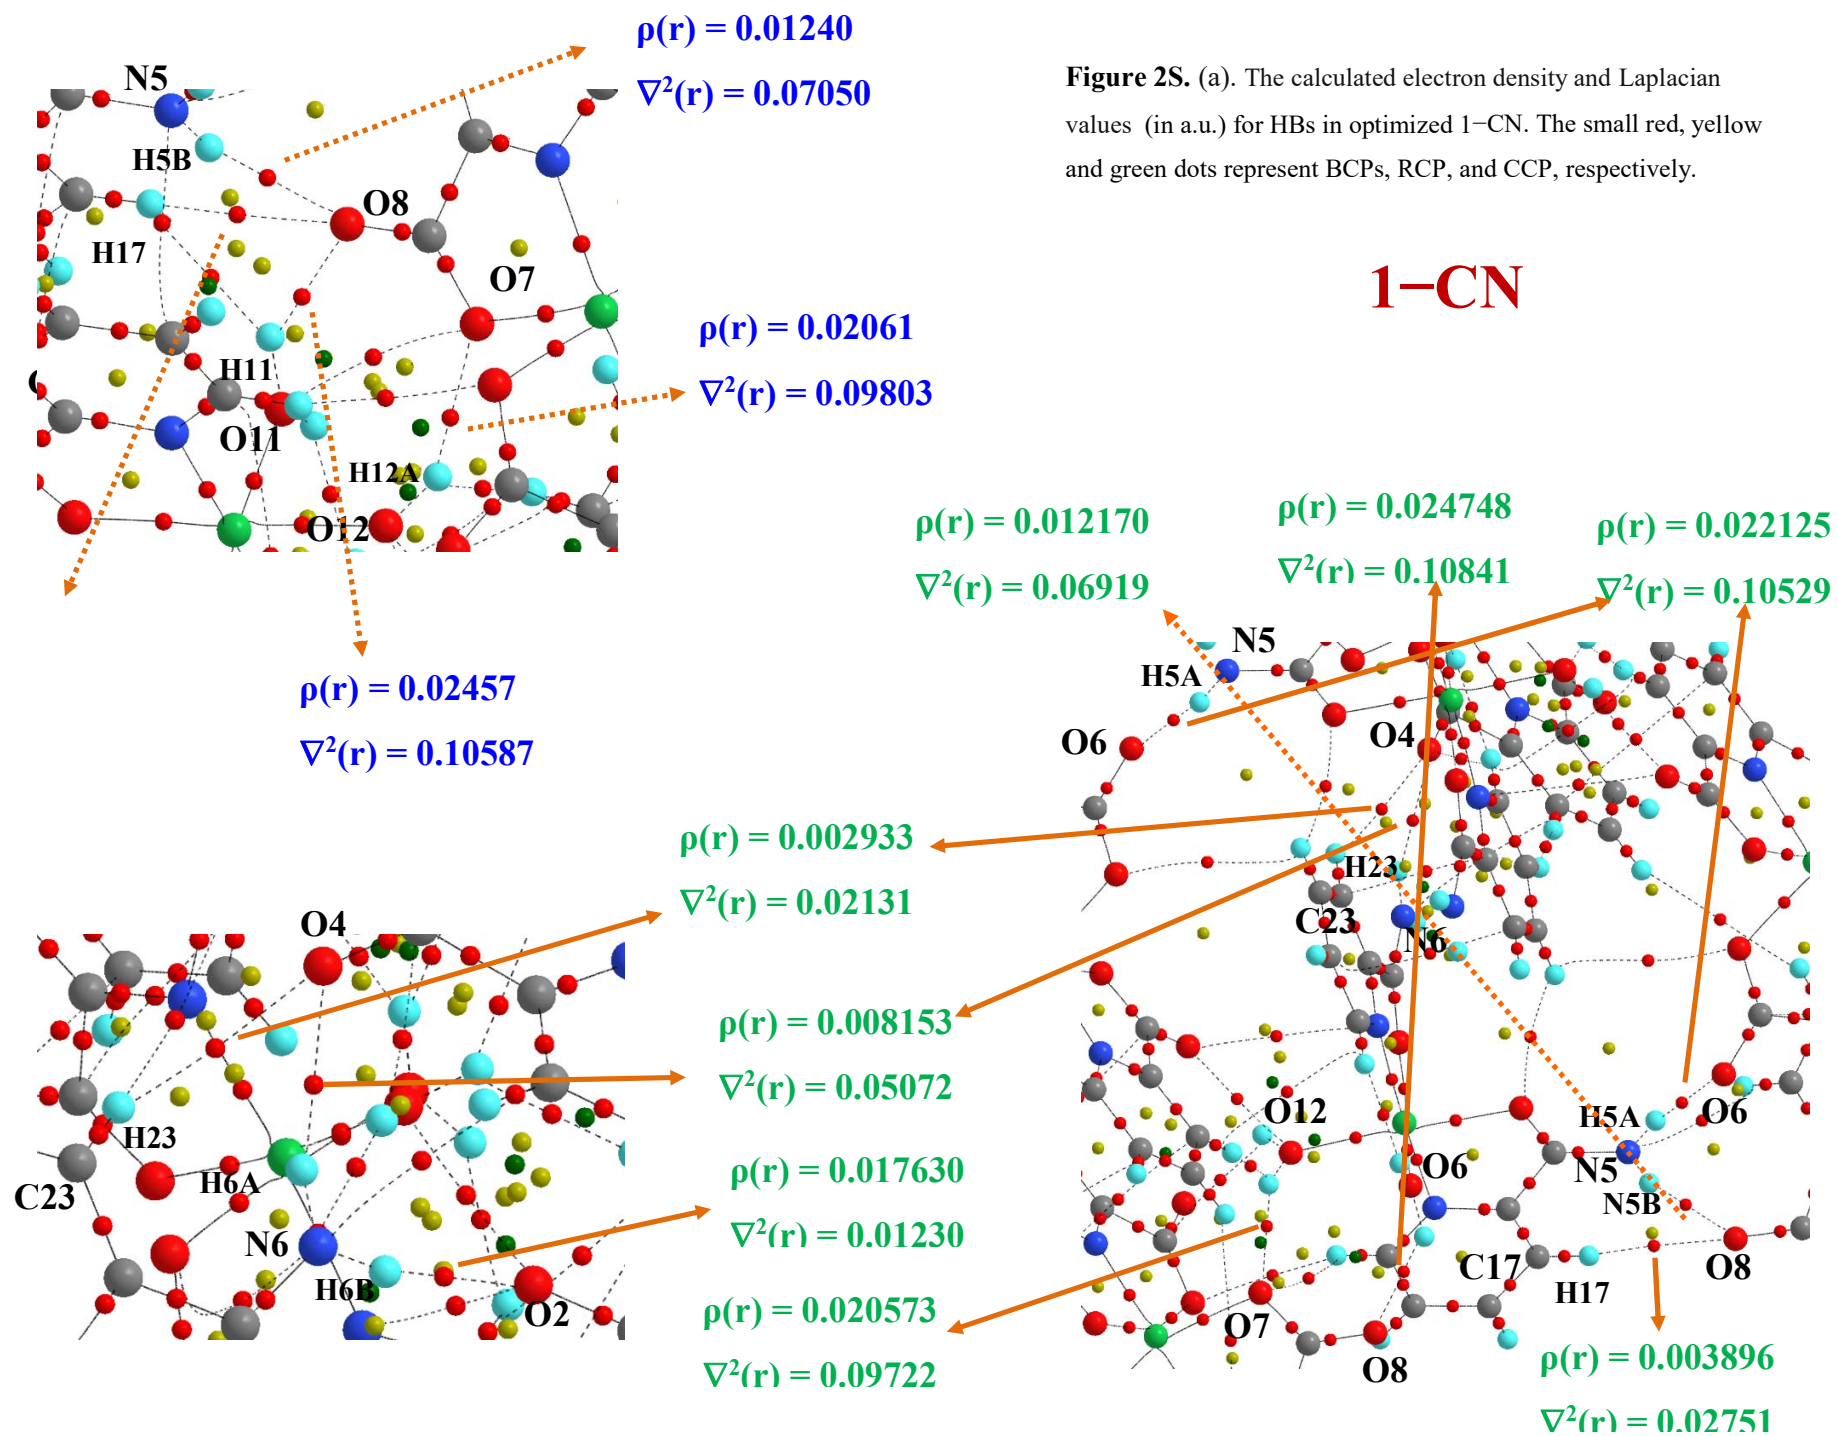 ρ(r) = 0.01240
∇²(r) = 0.07050
Figure 2S. (a). The calculated electron density and Laplacian
values (in a.u.) for HBs in optimized 1−CN. The small red, yellow
and green dots represent BCPs, RCP, and CCP, respectively.
1−CN
N5
H5B
O8
H17
O7
H11
O11
H12A
O12
ρ(r) = 0.02061
∇²(r) = 0.09803
ρ(r) = 0.02457
∇²(r) = 0.10587
ρ(r) = 0.012170
∇²(r) = 0.06919
ρ(r) = 0.024748
∇²(r) = 0.10841
ρ(r) = 0.022125
∇²(r) = 0.10529
N5
H5A
O6
O4
H23
C23
N6
O12
O6
H5A
O6
N5
N5B
C17
H17
O8
O7
O8
ρ(r) = 0.002933
∇²(r) = 0.02131
ρ(r) = 0.008153
∇²(r) = 0.05072
ρ(r) = 0.017630
∇²(r) = 0.01230
ρ(r) = 0.020573
∇²(r) = 0.09722
O4
H23
C23
H6A
N6
H6B
O2
ρ(r) = 0.003896
∇²(r) = 0.02751